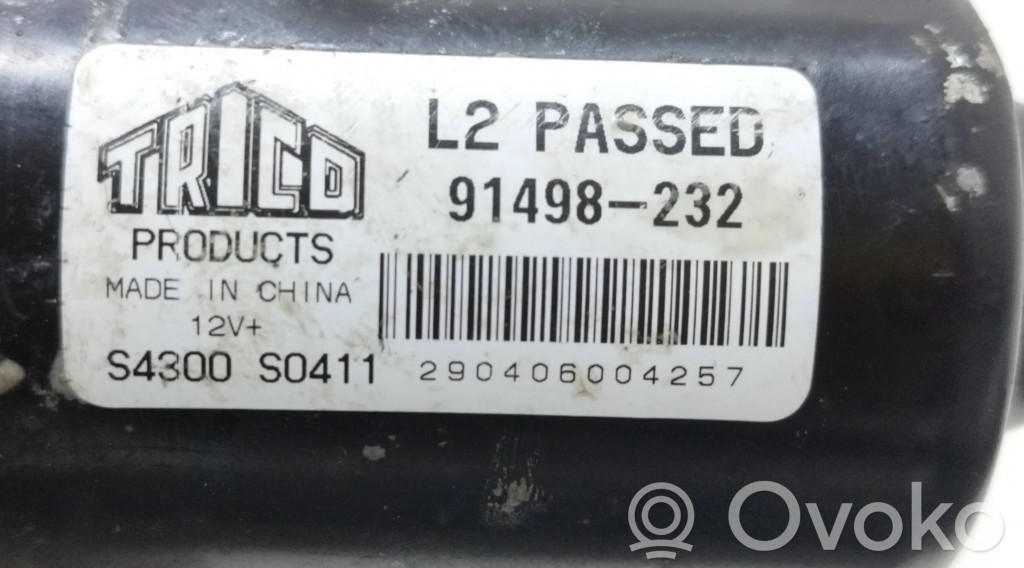 TRICO
PRODUCTS
MADE IN CHINA
12V+
S4300 S0411
L2 PASSED
91498-232
290406004257
Ovoko